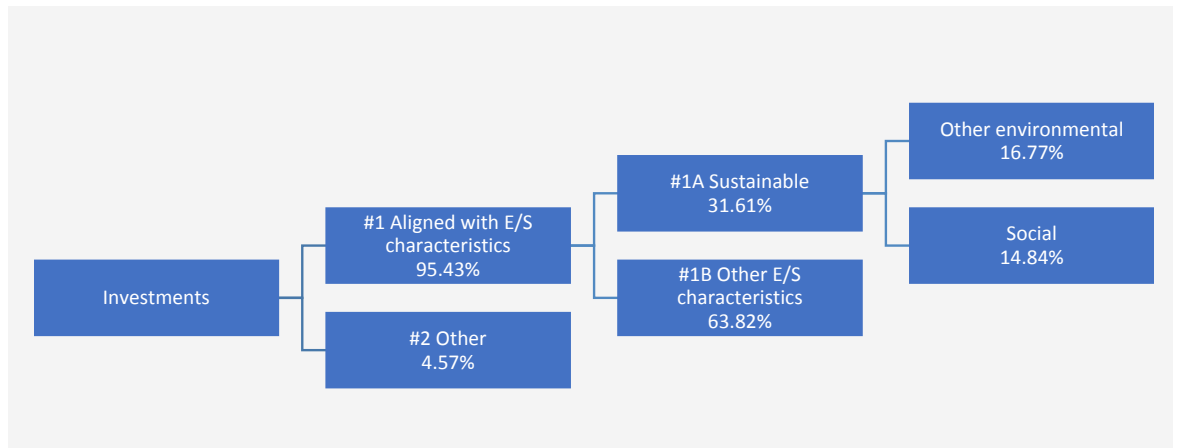 Investments
#1 Aligned with E/S
characteristics
95.43%
#2 Other
4.57%
#1A Sustainable
31.61%
#1B Other E/S
characteristics
63.82%
Other environmental
16.77%
Social
14.84%